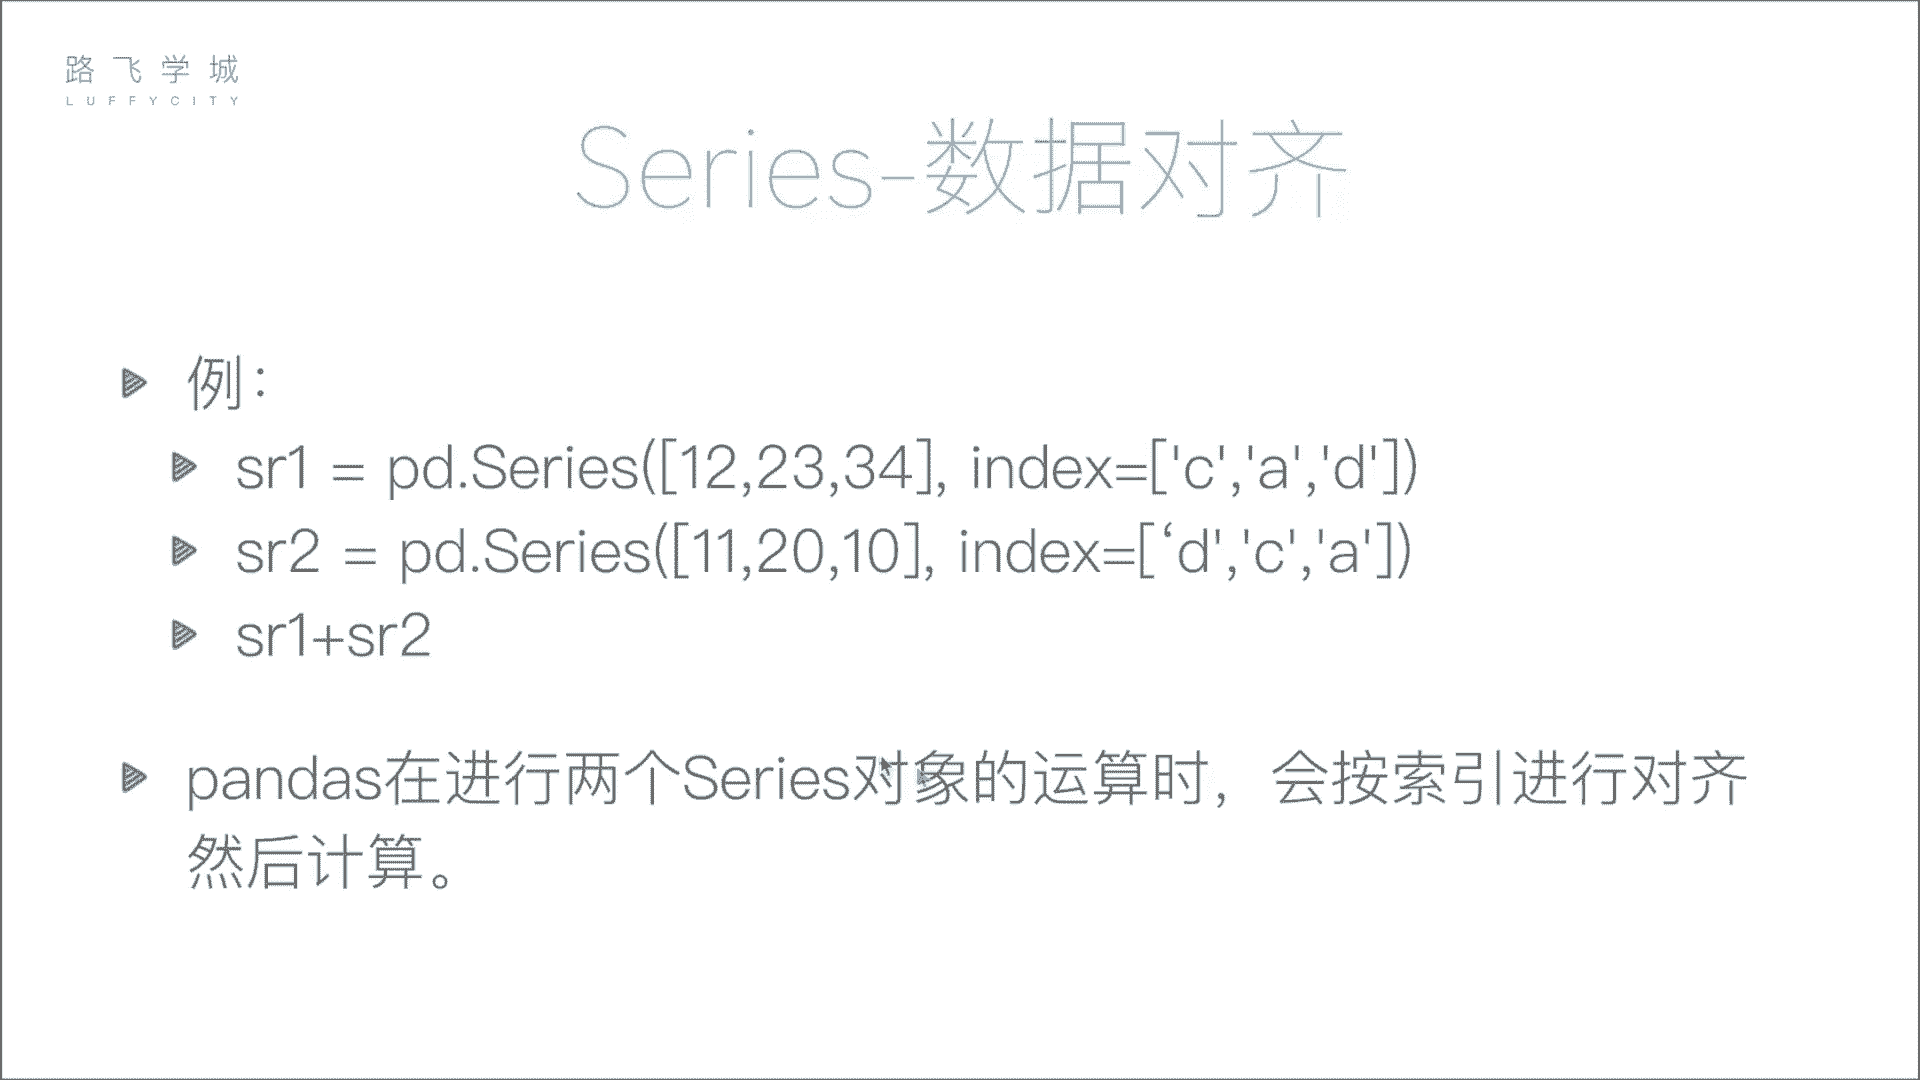 路飞学城
LUFFYCITY
Series-数据对齐
例：
sr1 = pd.Series([12,23,34], index=['c','a','d'])
sr2 = pd.Series([11,20,10], index=[‘d','c','a'])
sr1+sr2
pandas在进行两个Series对象的运算时，会按索引进行对齐
然后计算。